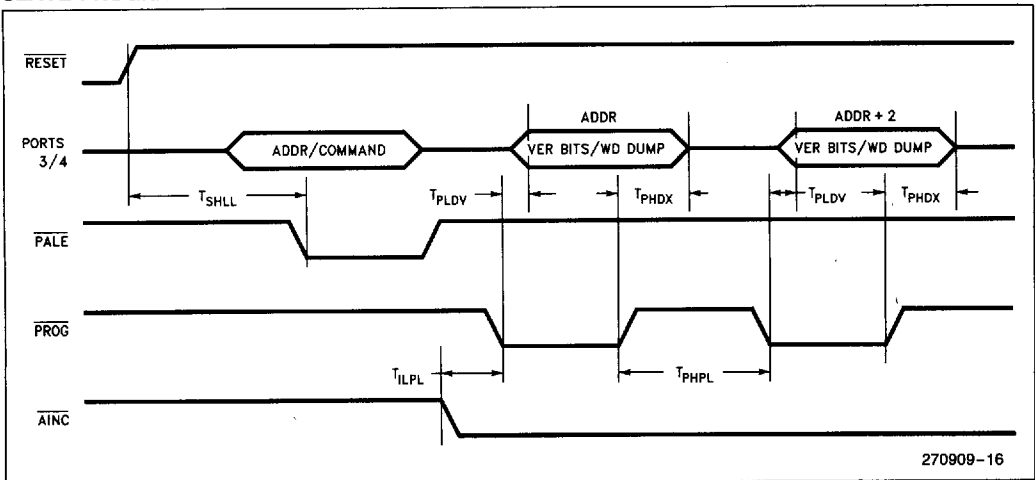 RESET
PORTS
3/4
ADDR/COMMAND
ADDR
VER BITS/WD DUMP
ADDR + 2
VER BITS/WD DUMP
TSHLL
TPLDV
TPHDX
TPLDV
TPHDX
PALE
PROG
TILPL
TPHPL
AINC
270909-16